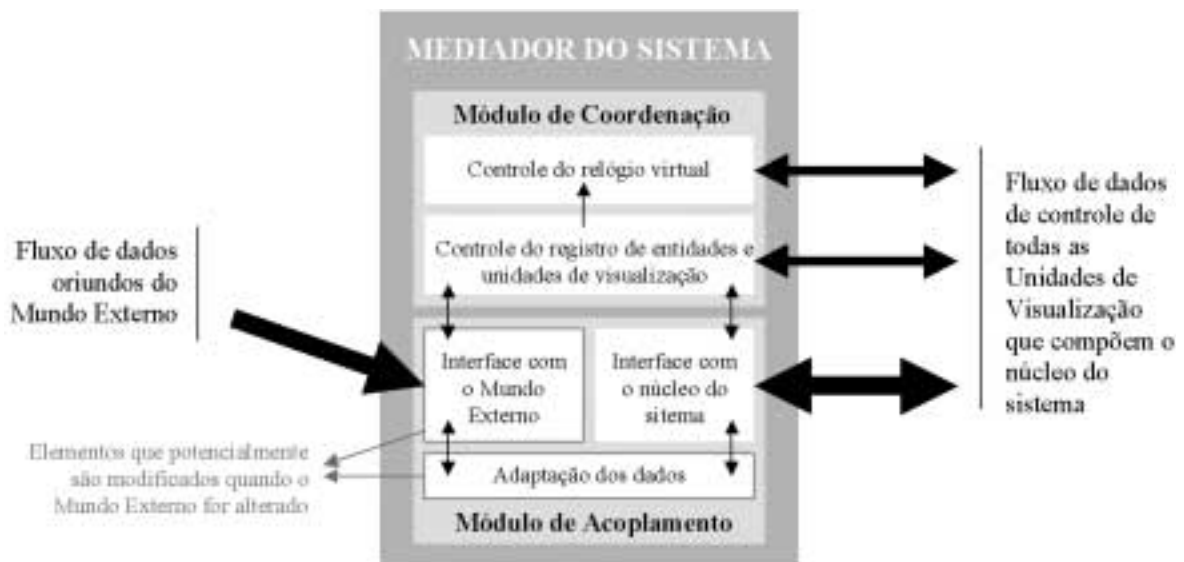 MEDIADOR DO SISTEMA
Módulo de Coordenação
Controle do relógio virtual
Controle do registro de entidades e
unidades de visualização
Interface com
o Mundo
Externo
Interface com
o núcleo do
sitema
Adaptação dos dados
Módulo de Acoplamento
Fluxo de dados
oriundos do
Mundo Externo
Elementos que potencialmente
são modificados quando o
Mundo Externo for alterado
Fluxo de dados
de controle de
todas as
Unidades de
Visualização
que compõem o
núcleo do
sistema